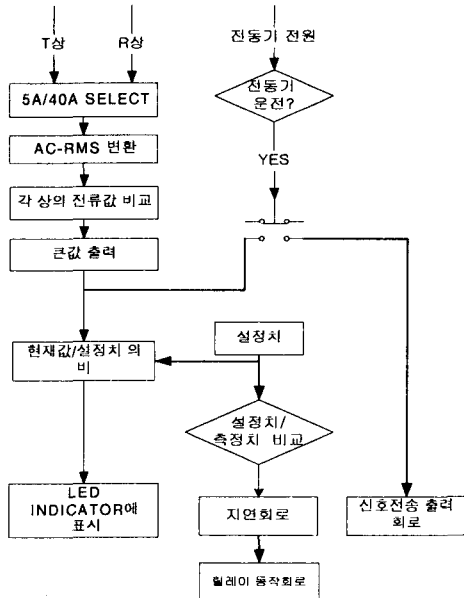 T상
R상
전동기 전원
5A/40A SELECT
전동기
운전?
AC-RMS 변환
YES
각 상의 전류값 비교
큰값 출력
설정치
현재값/설정치 의
비
설정치/
측정치 비교
LED
INDICATOR에
표시
지연회로
신호전송 출력
회로
릴레이 동작회로